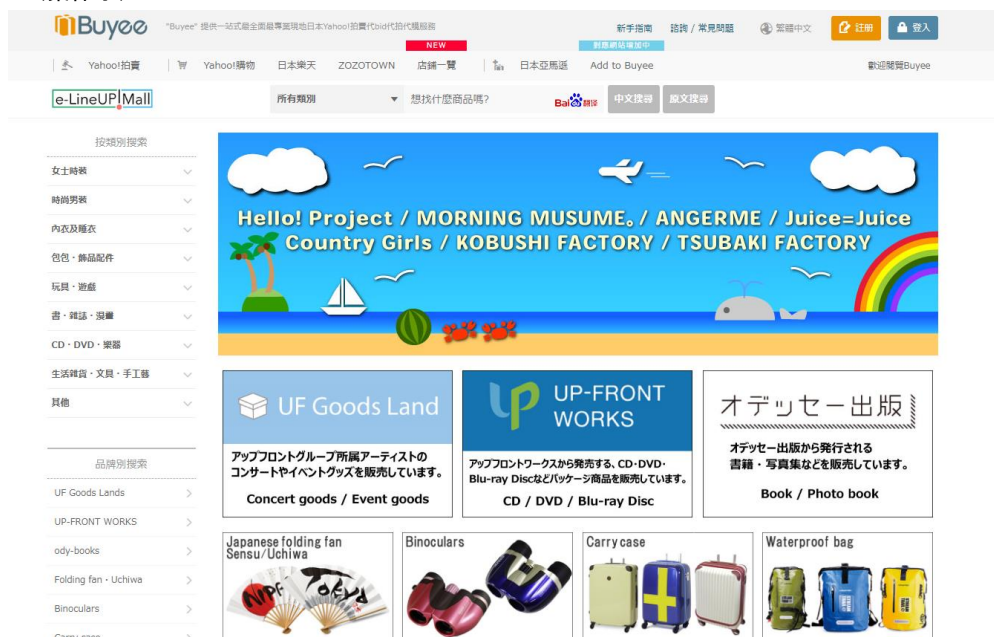 Buyee
"Buyee" 提供一站式最全面最專業現地日本Yahoo!拍賣代bid代拍代購服務
新手指南 諮詢 / 常見問題 繁體中文 註冊 登入
NEW 對應網站增加中
Yahoo!拍賣 Yahoo!購物 日本樂天 ZOZOTOWN 店鋪一覽 日本亞馬遜 Add to Buyee 歡迎閱覽Buyee
e-LineUP!Mall 所有類別 想找什麼商品嗎? Bai 翻译 中文搜尋 原文搜尋
按類別搜索
女士時裝
時尚男裝
內衣及睡衣
包包・飾品配件
玩具・遊戲
書・雜誌・漫畫
CD・DVD・樂器
生活雜貨・文具・手工藝
其他
品牌別搜索
UF Goods Lands
UP-FRONT WORKS
ody-books
Folding fan・Uchiwa
Binoculars
Carry case
Hello! Project / MORNING MUSUME。/ ANGERME / Juice=Juice
Country Girls / KOBUSHI FACTORY / TSUBAKI FACTORY
UF Goods Land
アップフロントグループ所属アーティストの
コンサートやイベントグッズを販売しています。
Concert goods / Event goods
UP-FRONT
WORKS
アップフロントワークスから発売する、CD・DVD・
Blu-ray Discなどパッケージ商品を販売しています。
CD / DVD / Blu-ray Disc
オデッセー出版
オデッセー出版から発行される
書籍・写真集などを販売しています。
Book / Photo book
Japanese folding fan
Sensu/Uchiwa
Binoculars
Carry case
Waterproof bag